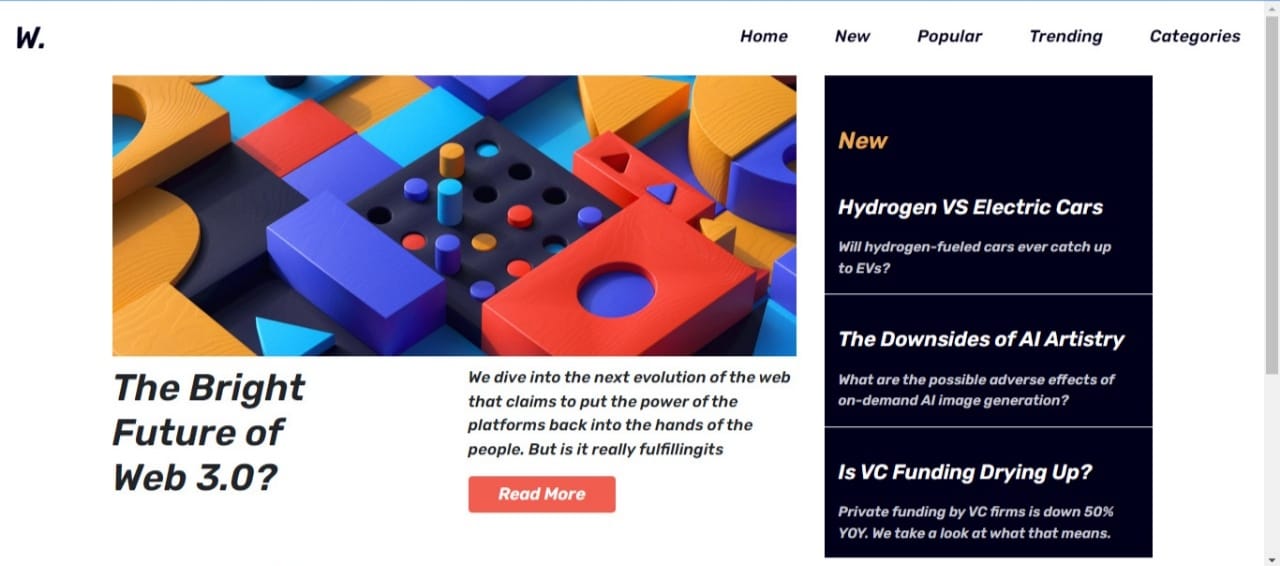 W.
Home New Popular Trending Categories
The Bright
Future of
Web 3.0?
We dive into the next evolution of the web
that claims to put the power of the
platforms back into the hands of the
people. But is it really fulfillingits
Read More
New
Hydrogen VS Electric Cars
Will hydrogen-fueled cars ever catch up
to EVs?
The Downsides of AI Artistry
What are the possible adverse effects of
on-demand AI image generation?
Is VC Funding Drying Up?
Private funding by VC firms is down 50%
YOY. We take a look at what that means.